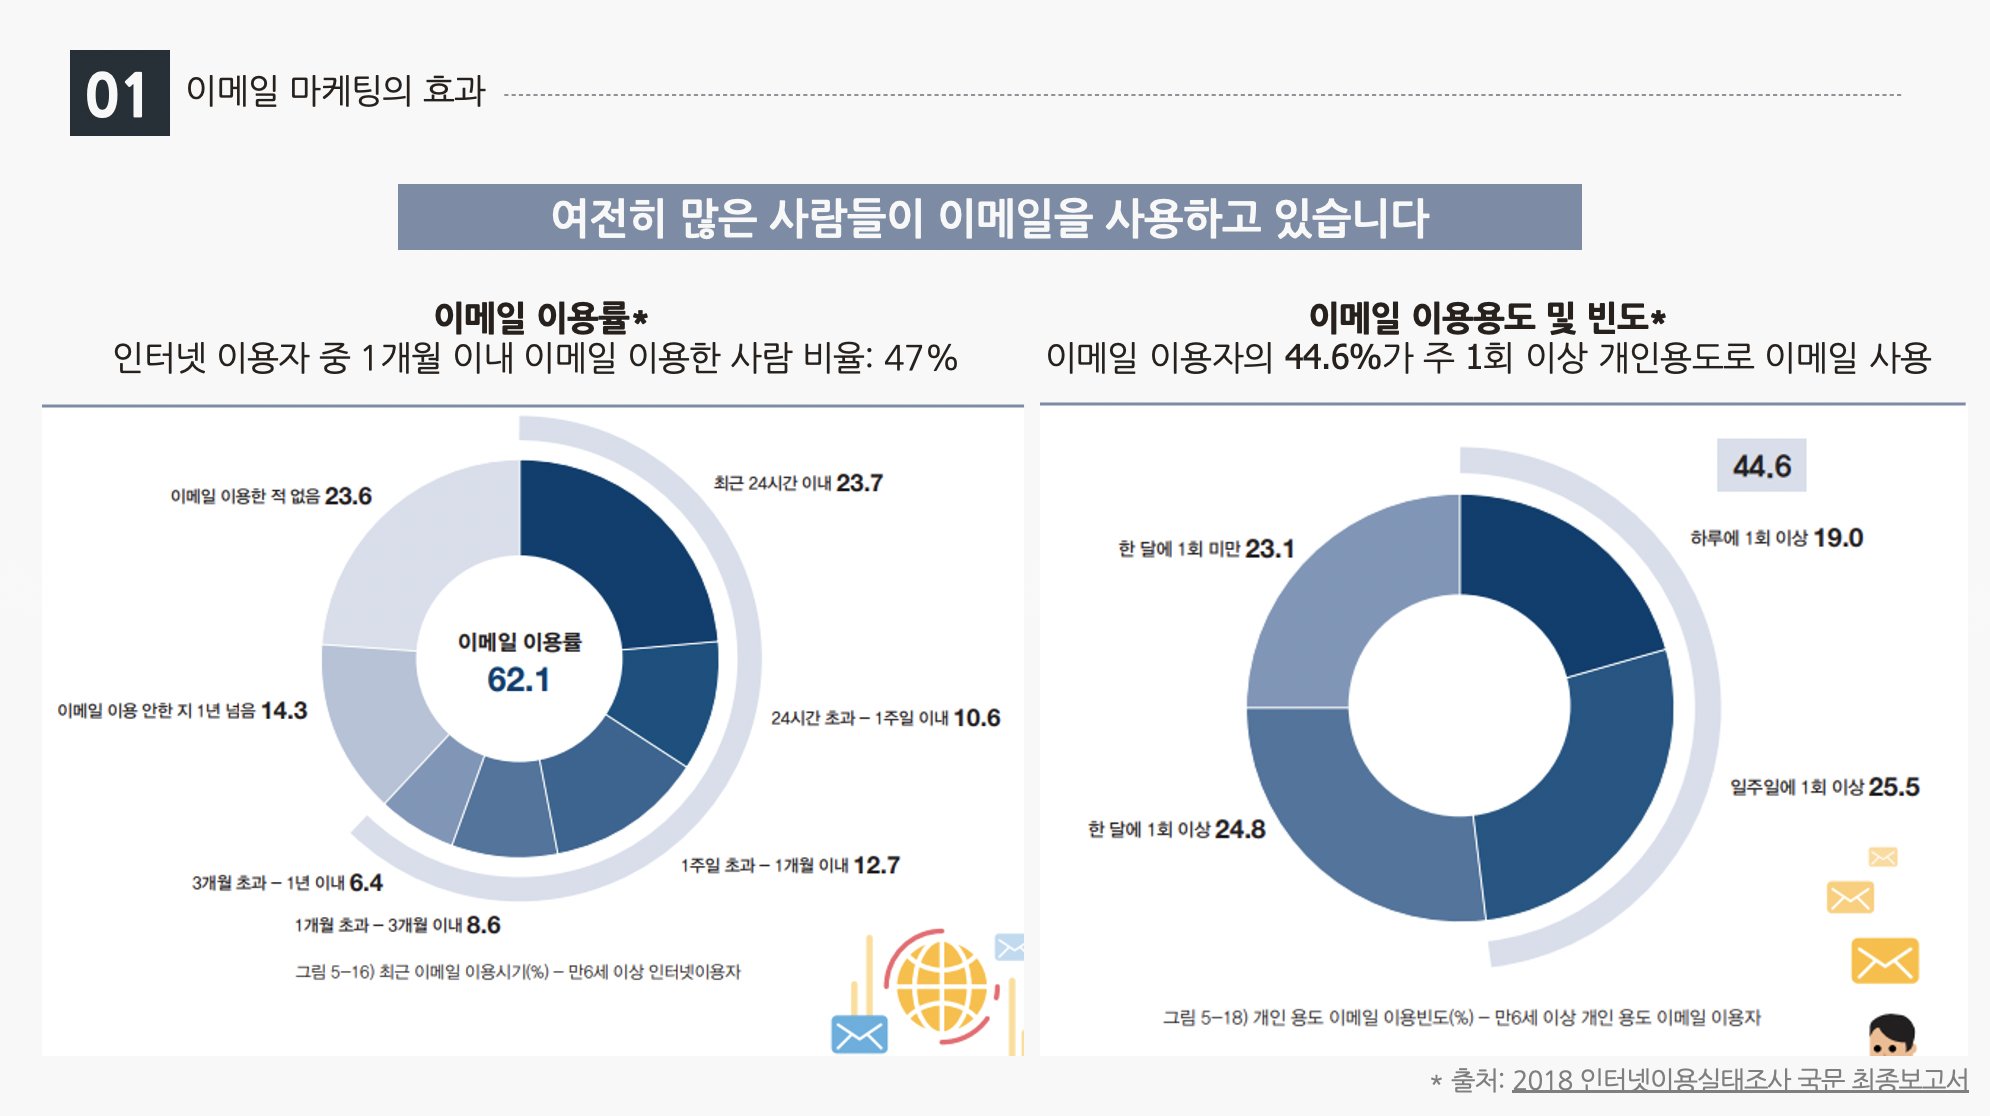 01 이메일 마케팅의 효과
여전히 많은 사람들이 이메일을 사용하고 있습니다
이메일 이용률*
인터넷 이용자 중 1개월 이내 이메일 이용한 사람 비율: 47%
최근 24시간 이내 23.7
이메일 이용한 적 없음 23.6
이메일 이용률
62.1
이메일 이용 안한 지 1년 넘음 14.3
24시간 초과 – 1주일 이내 10.6
1주일 초과 – 1개월 이내 12.7
3개월 초과 – 1년 이내 6.4
1개월 초과 – 3개월 이내 8.6
그림 5-16) 최근 이메일 이용시기(%) – 만6세 이상 인터넷이용자
이메일 이용용도 및 빈도*
이메일 이용자의 44.6%가 주 1회 이상 개인용도로 이메일 사용
44.6
하루에 1회 이상 19.0
한 달에 1회 미만 23.1
일주일에 1회 이상 25.5
한 달에 1회 이상 24.8
그림 5-18) 개인 용도 이메일 이용빈도(%) – 만6세 이상 개인 용도 이메일 이용자
* 출처: 2018 인터넷이용실태조사 국문 최종보고서